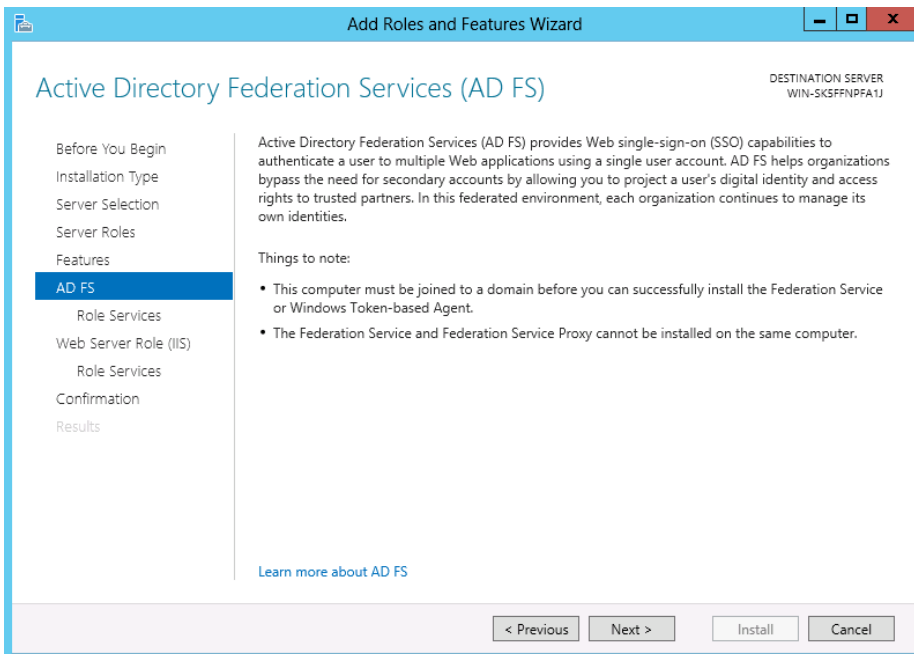 Add Roles and Features Wizard
Active Directory Federation Services (AD FS)
DESTINATION SERVER
WIN-SK5FFNPFA1J
Before You Begin
Installation Type
Server Selection
Server Roles
Features
AD FS
Role Services
Web Server Role (IIS)
Role Services
Confirmation
Results
Active Directory Federation Services (AD FS) provides Web single-sign-on (SSO) capabilities to
authenticate a user to multiple Web applications using a single user account. AD FS helps organizations
bypass the need for secondary accounts by allowing you to project a user's digital identity and access
rights to trusted partners. In this federated environment, each organization continues to manage its
own identities.
Things to note:
• This computer must be joined to a domain before you can successfully install the Federation Service
or Windows Token-based Agent.
• The Federation Service and Federation Service Proxy cannot be installed on the same computer.
Learn more about AD FS
< Previous
Next >
Install
Cancel